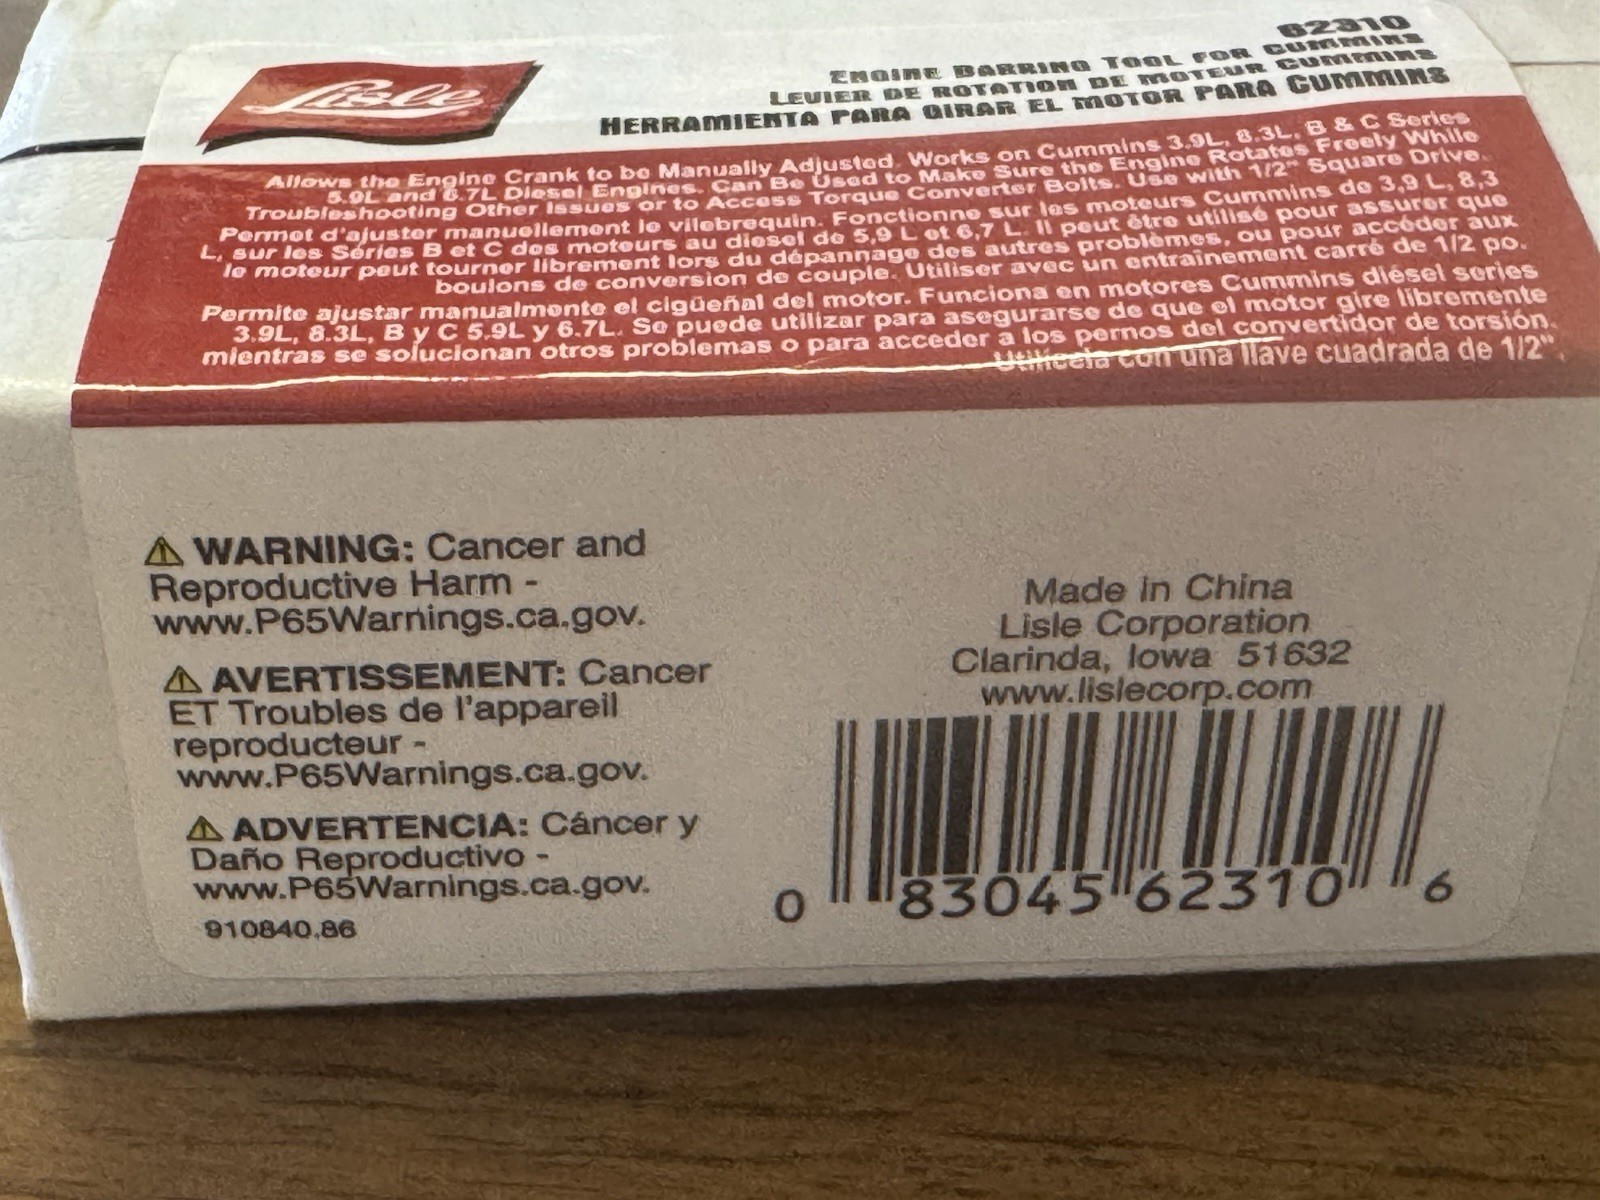 Lisle
62310
Engine Barring Tool for Cummins
Levier de rotation de moteur Cummins
Herramienta para girar el motor para Cummins
Allows the Engine Crank to be Manually Adjusted. Works on Cummins 3.9L, 8.3L, B & C Series
5.9L and 6.7L Diesel Engines. Can Be Used to Make Sure the Engine Rotates Freely While
Troubleshooting Other Issues or to Access Torque Converter Bolts. Use with 1/2" Square Drive.
Permet d'ajuster manuellement le vilebrequin. Fonctionne sur les moteurs Cummins de 3,9 L, 8,3
L, sur les Séries B et C des moteurs au diesel de 5,9 L et 6,7 L. Il peut être utilisé pour assurer que
le moteur peut tourner librement lors du dépannage des autres problèmes, ou pour accéder aux
boulons de conversion de couple. Utiliser avec un entraînement carré de 1/2 po.
Permite ajustar manualmente el cigüeñal del motor. Funciona en motores Cummins diésel series
3.9L, 8.3L, B y C 5.9L y 6.7L. Se puede utilizar para asegurarse de que el motor gire libremente
mientras se solucionan otros problemas o para acceder a los pernos del convertidor de torsión.
Utilícela con una llave cuadrada de 1/2".
WARNING: Cancer and
Reproductive Harm -
www.P65Warnings.ca.gov.
AVERTISSEMENT: Cancer
ET Troubles de l'appareil
reproducteur -
www.P65Warnings.ca.gov.
ADVERTENCIA: Cáncer y
Daño Reproductivo -
www.P65Warnings.ca.gov.
910840.86
Made in China
Lisle Corporation
Clarinda, Iowa 51632
www.lislecorp.com
0 83045 62310 6